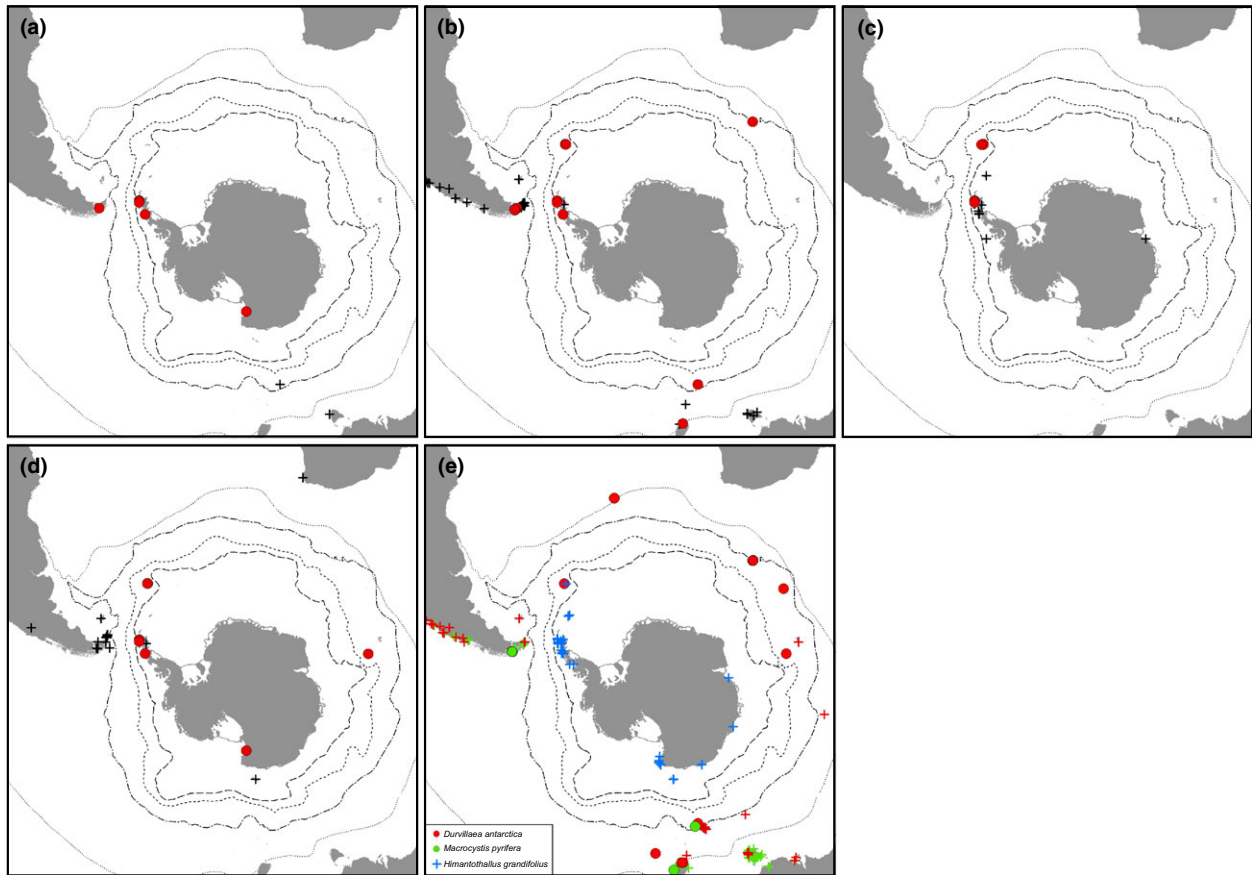 (a)
(b)
(c)
(d)
(e)
Durvillaea antarctica
Macrocystis pyrifera
Himantothallus grandifolius